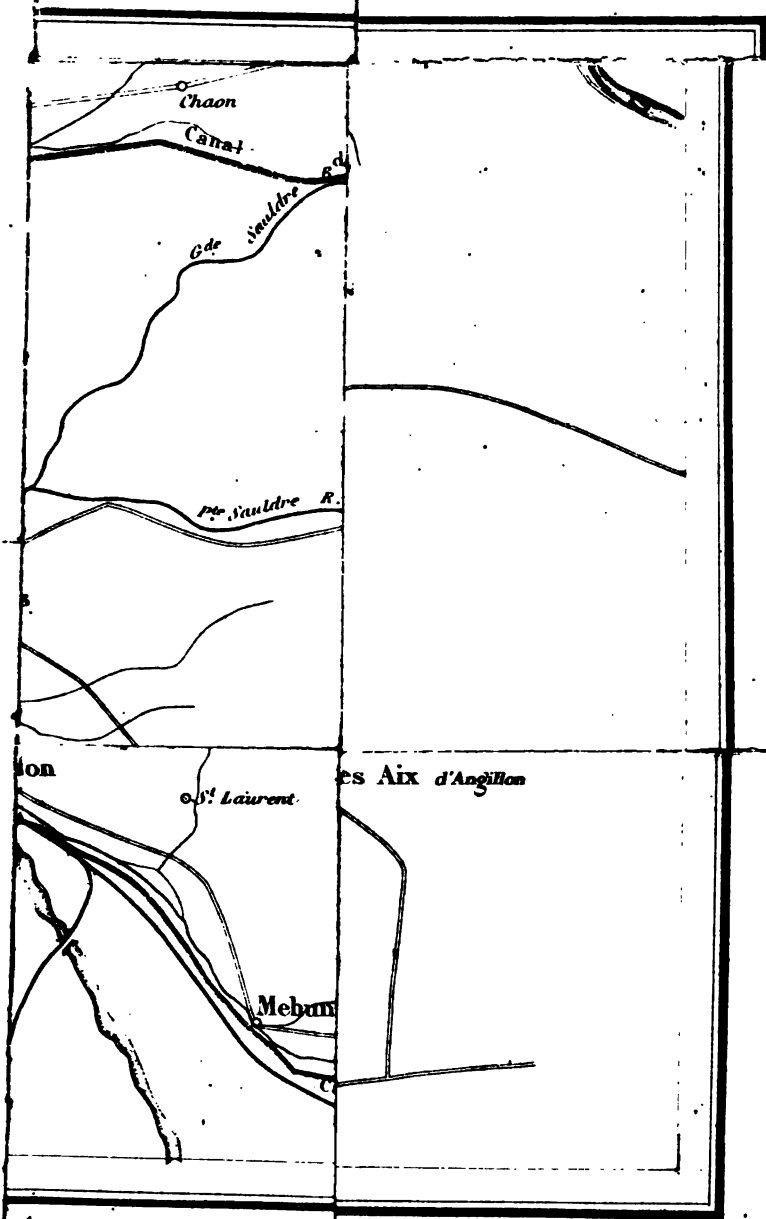 Chaon
Canal
d
R
Gde Sauldre
Pte Sauldre R.
lon
es Aix d'Angillon
St Laurent
Mehun
C